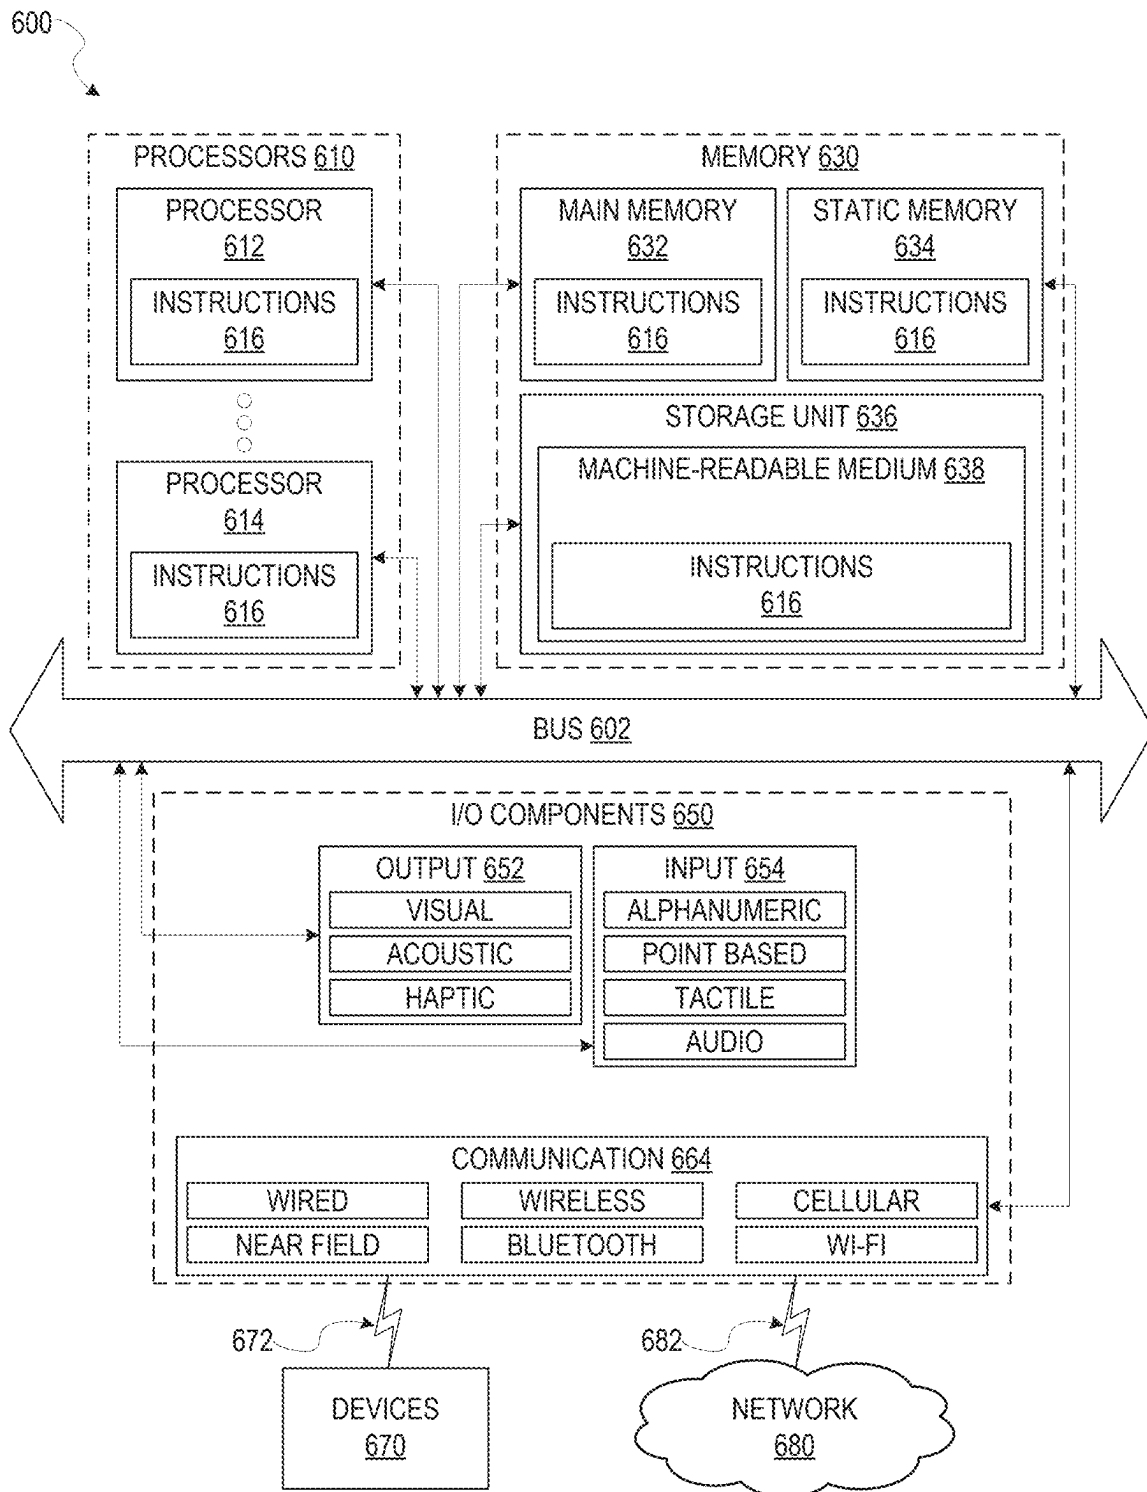 600
PROCESSORS 610
PROCESSOR
612
INSTRUCTIONS
616
PROCESSOR
614
INSTRUCTIONS
616
MEMORY 630
MAIN MEMORY
632
INSTRUCTIONS
616
STATIC MEMORY
634
INSTRUCTIONS
616
STORAGE UNIT 636
MACHINE-READABLE MEDIUM 638
INSTRUCTIONS
616
BUS 602
I/O COMPONENTS 650
OUTPUT 652
VISUAL
ACOUSTIC
HAPTIC
INPUT 654
ALPHANUMERIC
POINT BASED
TACTILE
AUDIO
COMMUNICATION 664
WIRED
WIRELESS
CELLULAR
NEAR FIELD
BLUETOOTH
WI-FI
672
682
DEVICES
670
NETWORK
680